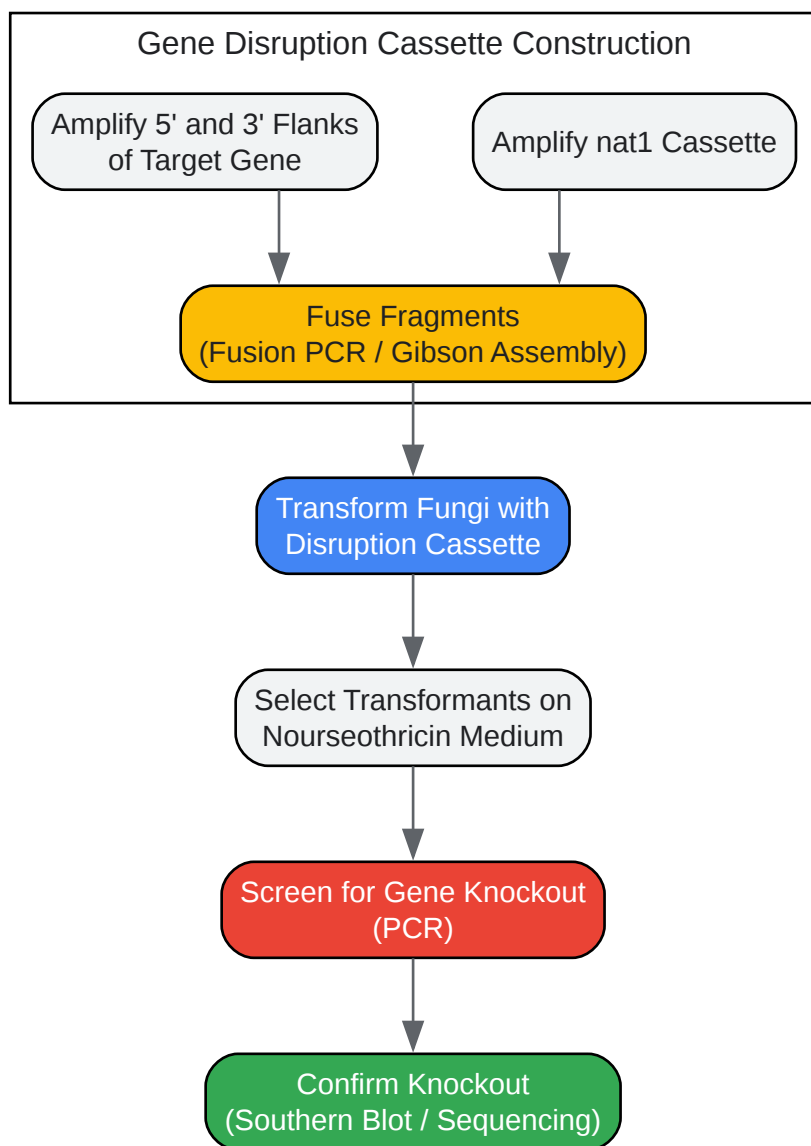 Gene Disruption Cassette Construction
Amplify 5' and 3' Flanks
of Target Gene
Amplify nat1 Cassette
Fuse Fragments
(Fusion PCR / Gibson Assembly)
Transform Fungi with
Disruption Cassette
Select Transformants on
Nourseothricin Medium
Screen for Gene Knockout
(PCR)
Confirm Knockout
(Southern Blot / Sequencing)